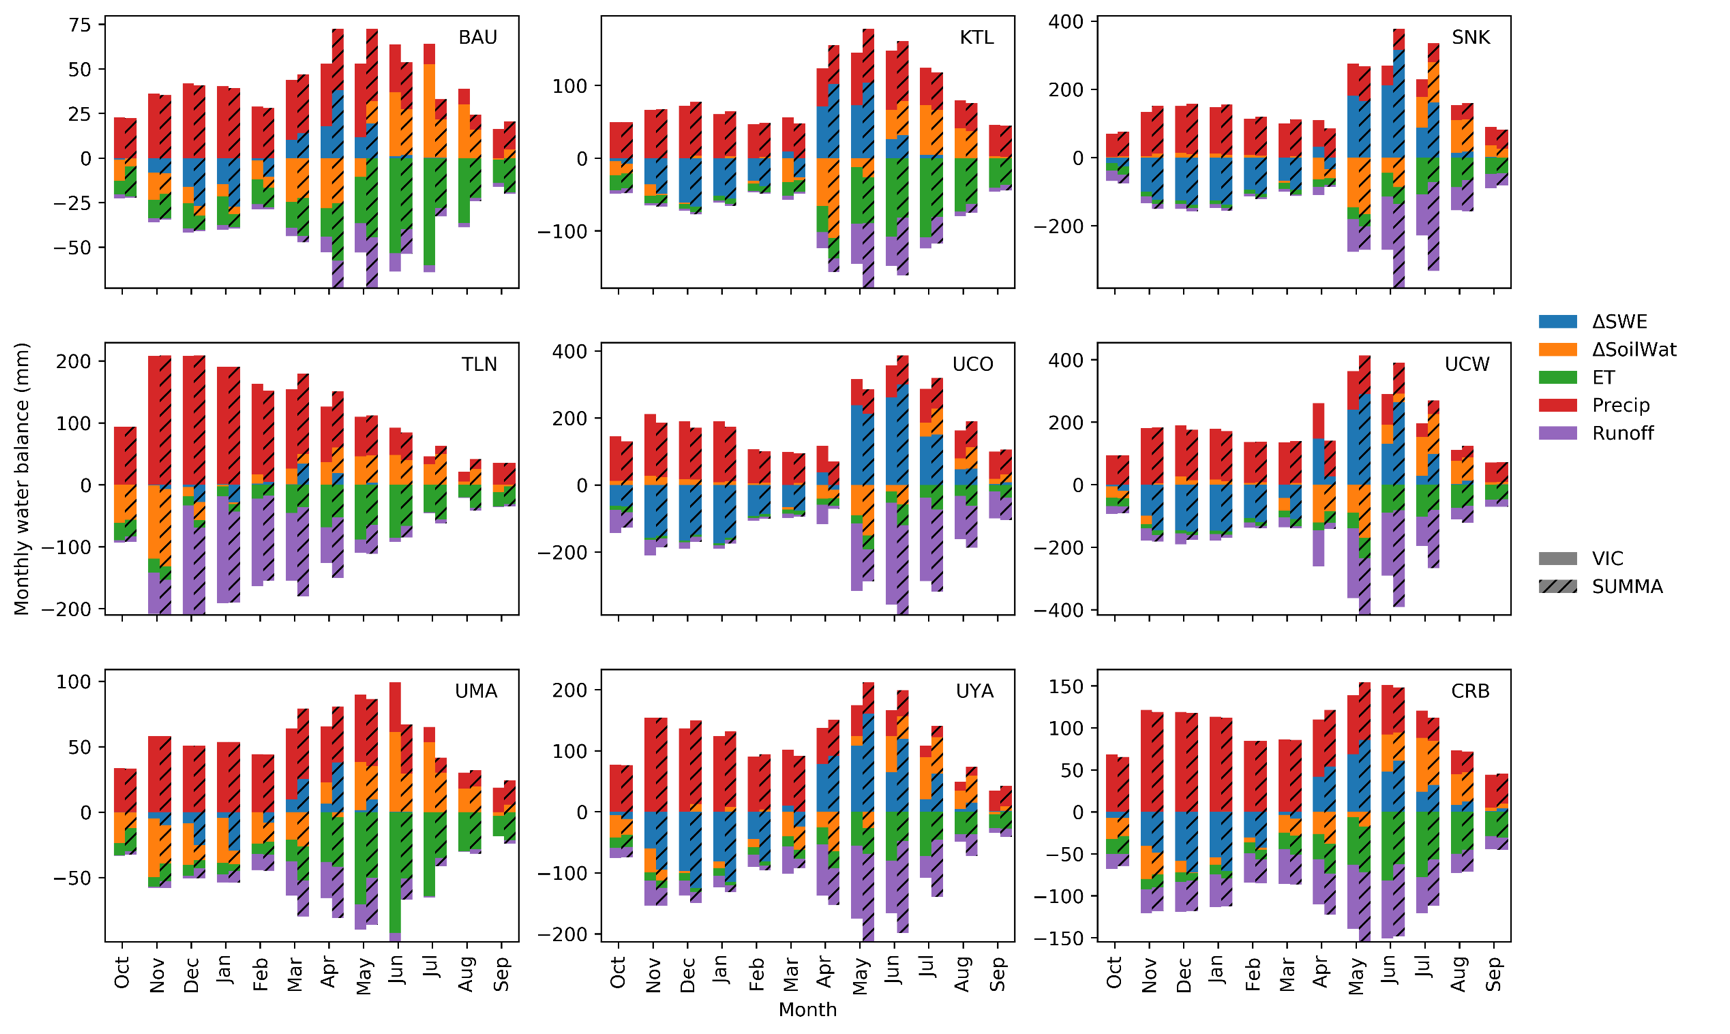 BAU
75
50
25
0
−25
−50
KTL
100
0
−100
SNK
400
200
0
−200
TLN
200
100
0
−100
−200
UCO
400
200
0
−200
UCW
400
200
0
−200
−400
UMA
100
50
0
−50
UYA
200
100
0
−100
−200
CRB
150
100
50
0
−50
−100
−150
Monthly water balance (mm)
Oct Nov Dec Jan Feb Mar Apr May Jun Jul Aug Sep
Oct Nov Dec Jan Feb Mar Apr May Jun Jul Aug Sep
Oct Nov Dec Jan Feb Mar Apr May Jun Jul Aug Sep
Month
ΔSWE
ΔSoilWat
ET
Precip
Runoff
VIC
SUMMA